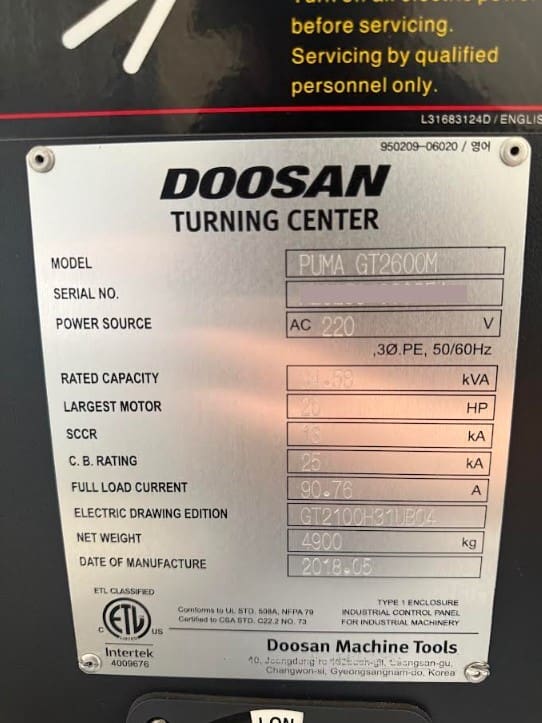 before servicing.
Servicing by qualified
personnel only.
L31683124D / ENGLIS
950209-06020 / 영어
DOOSAN
TURNING CENTER
MODEL PUMA GT2600M
SERIAL NO.
POWER SOURCE AC 220 V
,3Ø.PE, 50/60Hz
RATED CAPACITY kVA
LARGEST MOTOR HP
SCCR kA
C. B. RATING 25 kA
FULL LOAD CURRENT 90.76 A
ELECTRIC DRAWING EDITION GT2100H31UB04
NET WEIGHT 4900 kg
DATE OF MANUFACTURE 2018.05
ETL CLASSIFIED
ETL
C US
LISTED
Intertek
4009676
Conforms to UL STD. 508A, NFPA 79
Certified to CSA STD. C22.2 NO. 73
TYPE 1 ENCLOSURE
INDUSTRIAL CONTROL PANEL
FOR INDUSTRIAL MACHINERY
Doosan Machine Tools
Changwon-si, Gyeongsangnam-do, Korea
ON